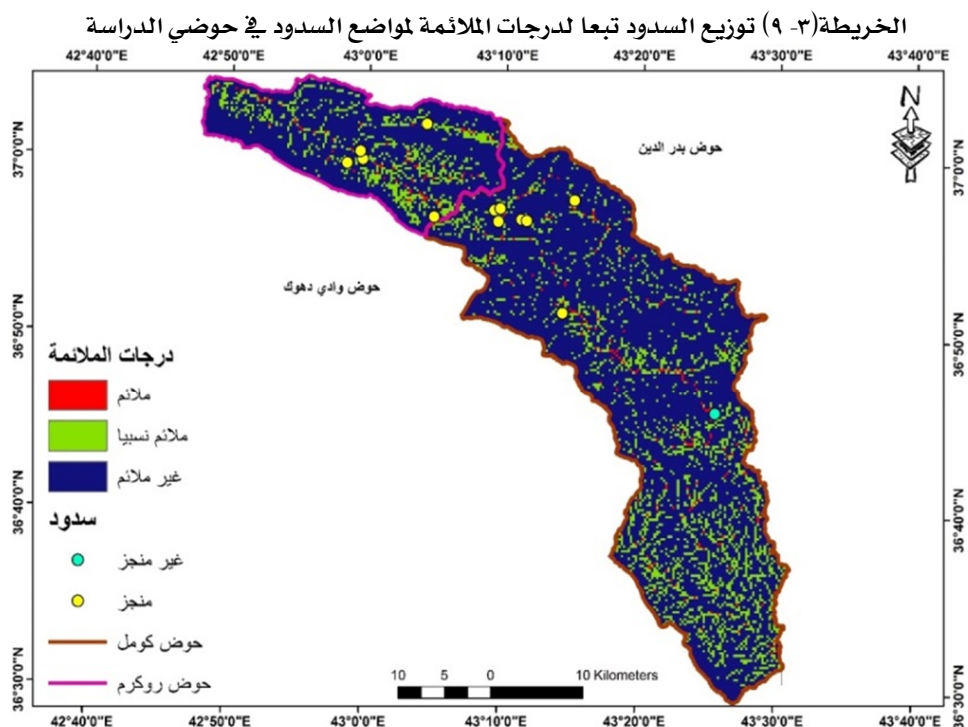 الخريطة(٣- ٩) توزيع السدود تبعا لدرجات الملائمة لمواضع السدود في حوضي الدراسة
42°40'0"E 42°50'0"E 43°0'0"E 43°10'0"E 43°20'0"E 43°30'0"E 43°40'0"E
N
حوض بدر الدين
37°0'0"N
37°0'0"N
حوض وادي دهوك
36°50'0"N
36°50'0"N
درجات الملائمة
ملائم
ملائم نسبيا
غير ملائم
36°40'0"N
36°40'0"N
سدود
غير منجز
منجز
حوض كومل
حوض روكرم
36°30'0"N
36°30'0"N
10 5 0 10 Kilometers
42°40'0"E 42°50'0"E 43°0'0"E 43°10'0"E 43°20'0"E 43°30'0"E 43°40'0"E